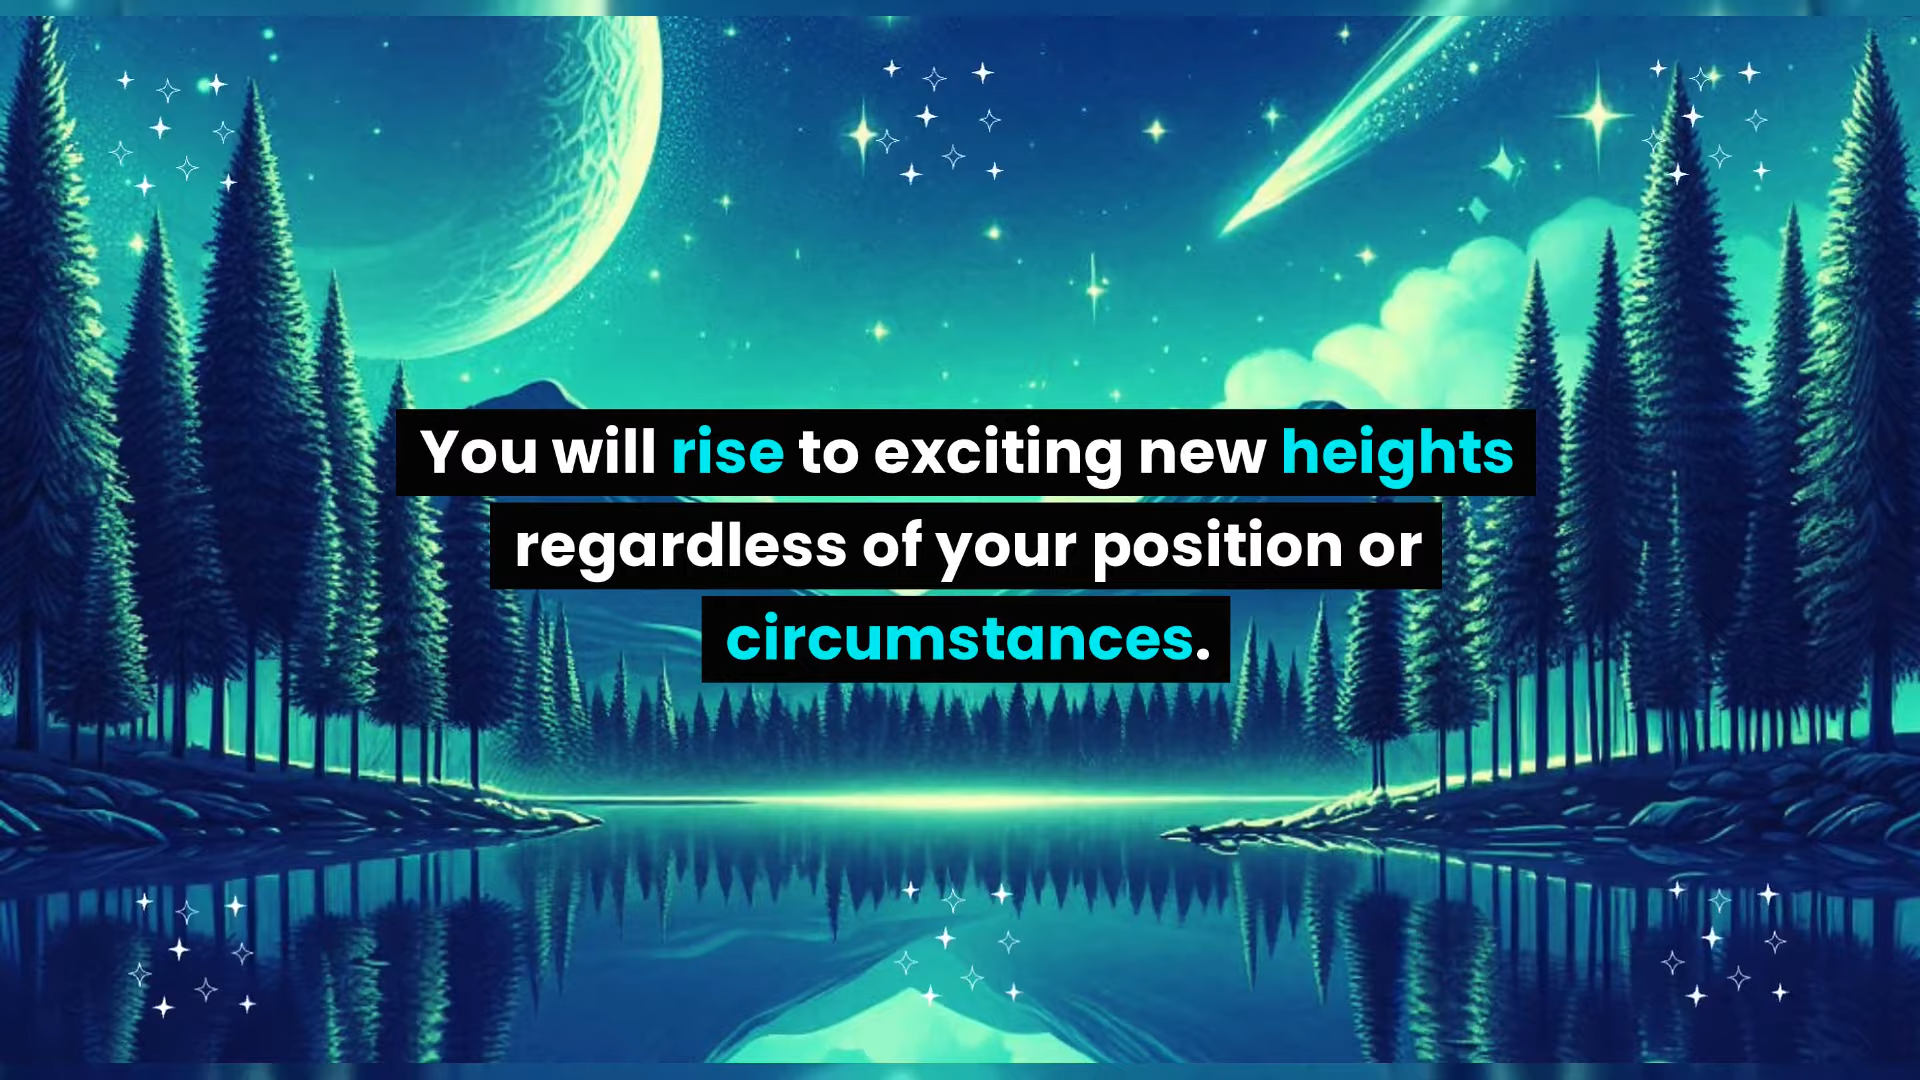 You will rise to exciting new heights
regardless of your position or
circumstances.